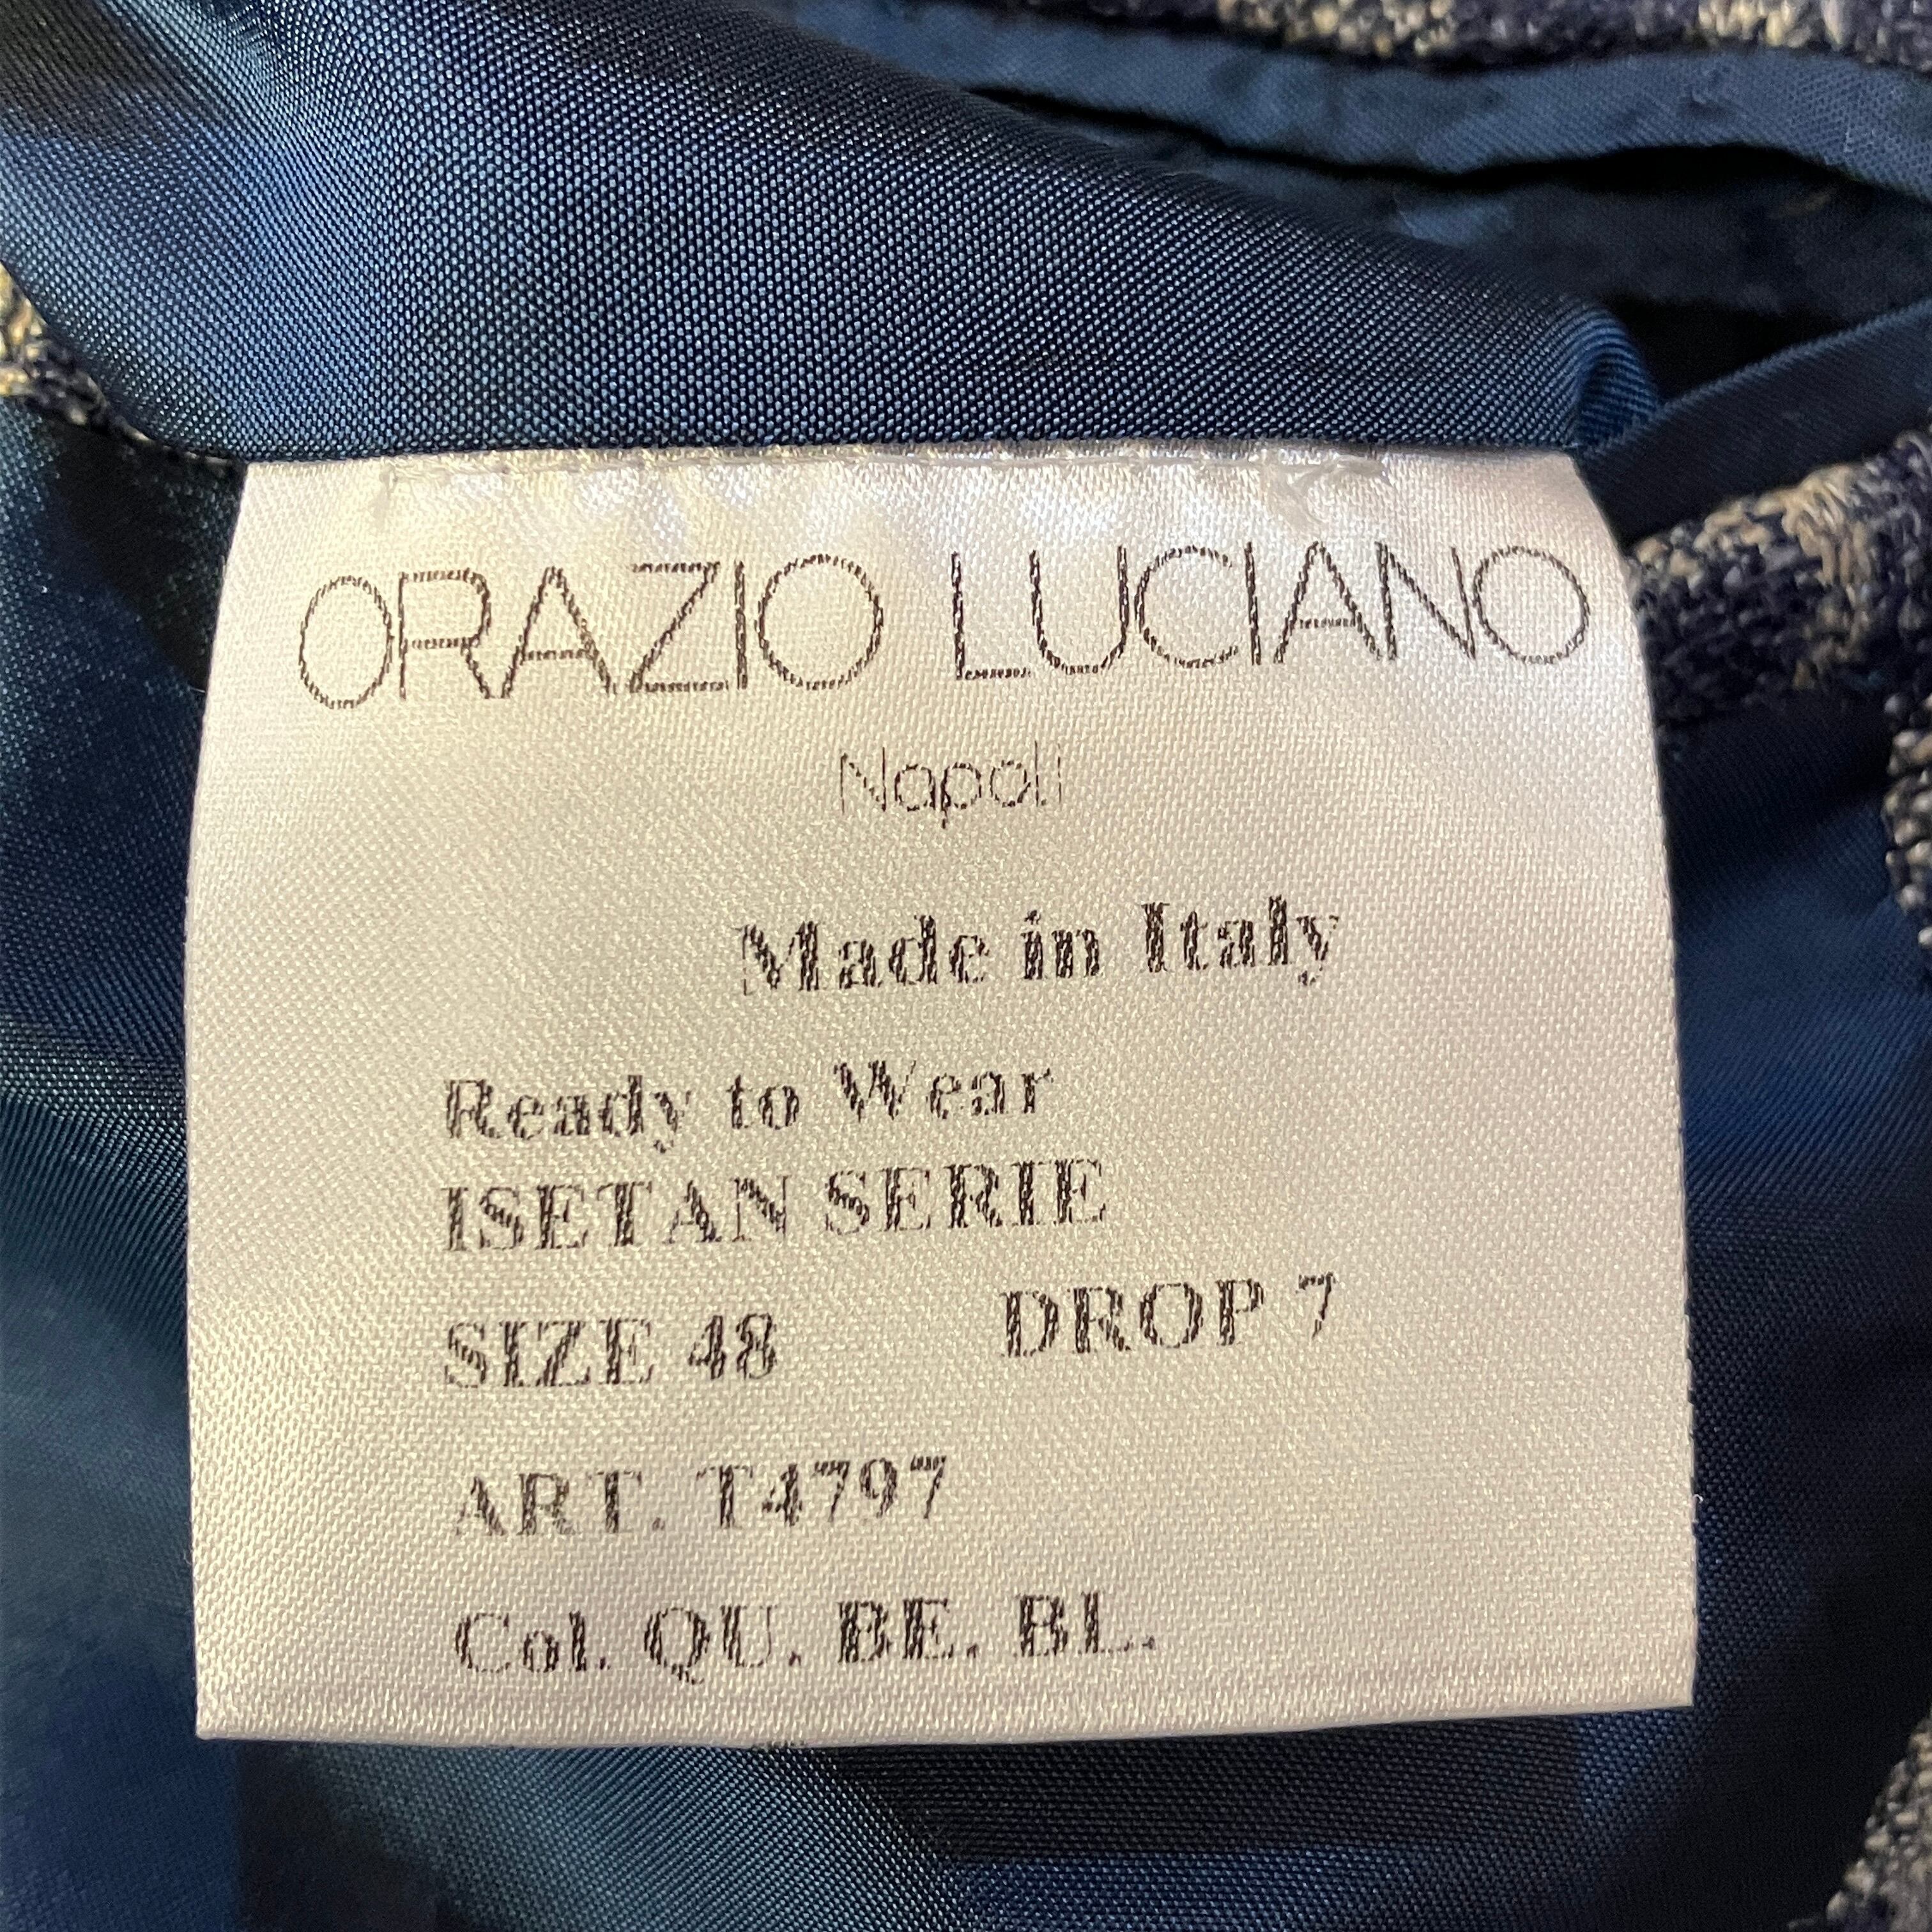 ORAZIO LUCIANO
Napoli
Made in Italy
Ready to Wear
ISETAN SERIE
SIZE 48 DROP 7
ART. T4797
Col. QU. BE. BL.